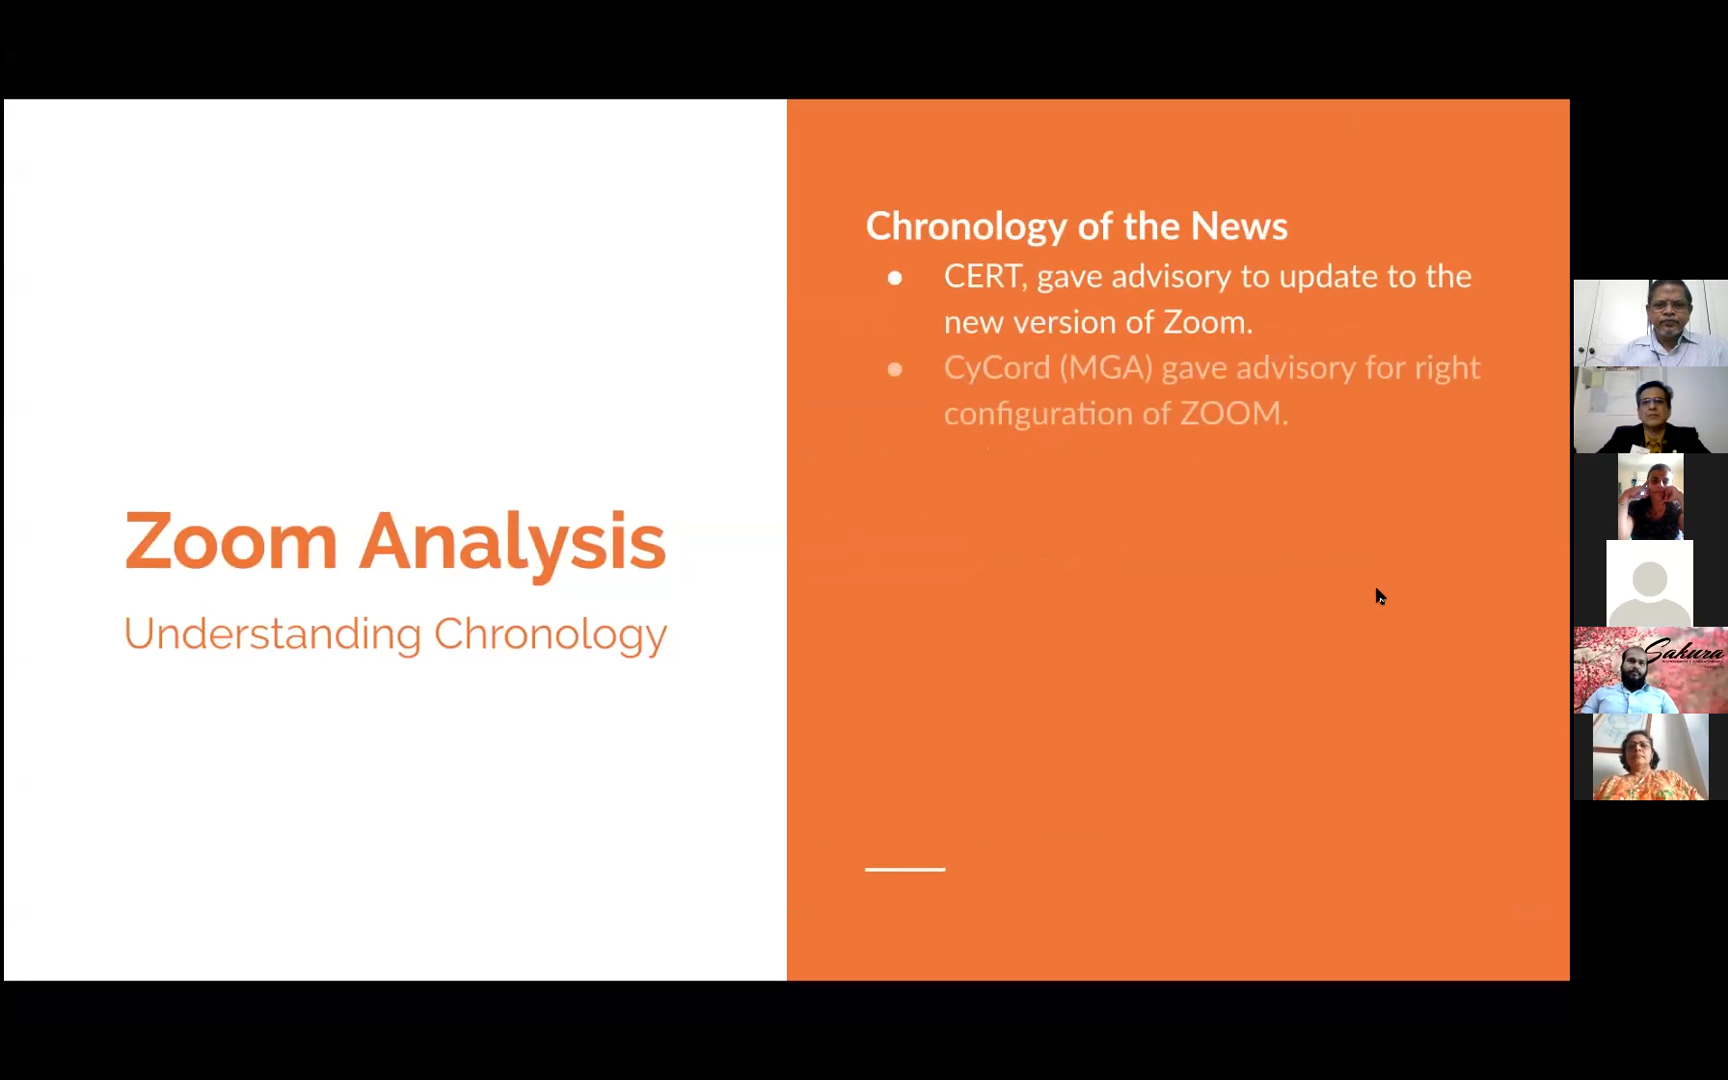 Zoom Analysis
Understanding Chronology
Chronology of the News
● CERT, gave advisory to update to the
new version of Zoom.
● CyCord (MGA) gave advisory for right
configuration of ZOOM.
Sakura